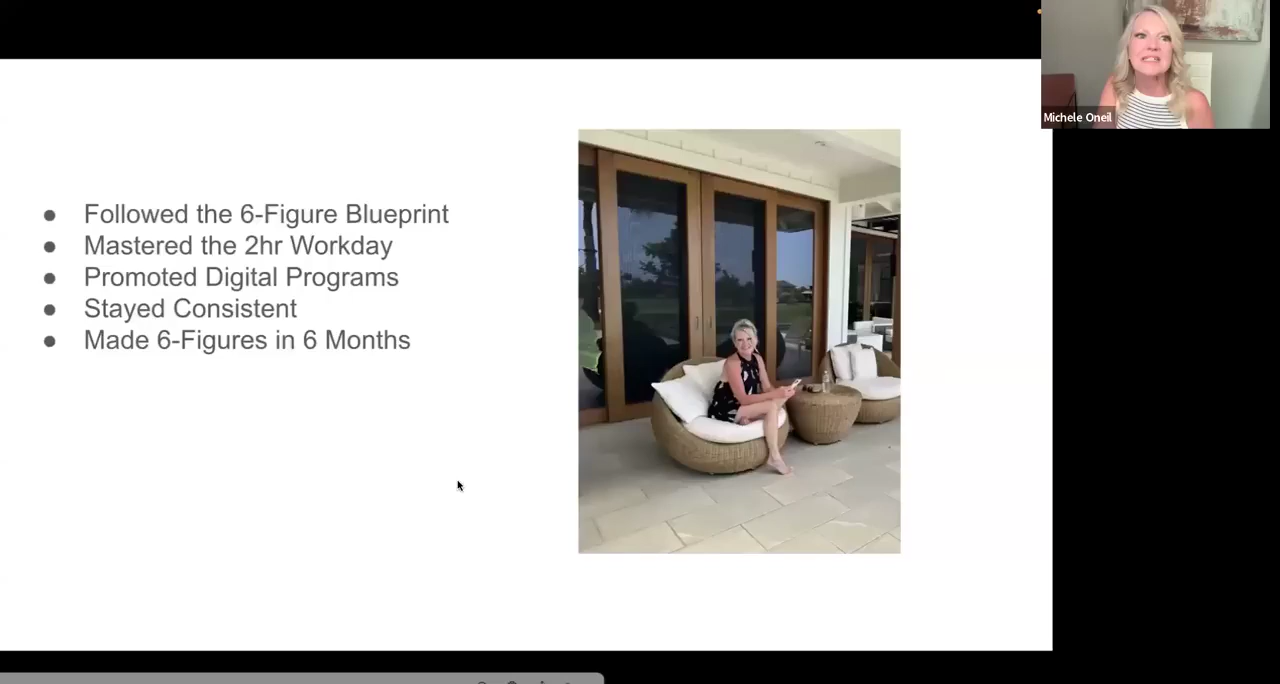 Michele Oneil
● Followed the 6-Figure Blueprint
● Mastered the 2hr Workday
● Promoted Digital Programs
● Stayed Consistent
● Made 6-Figures in 6 Months